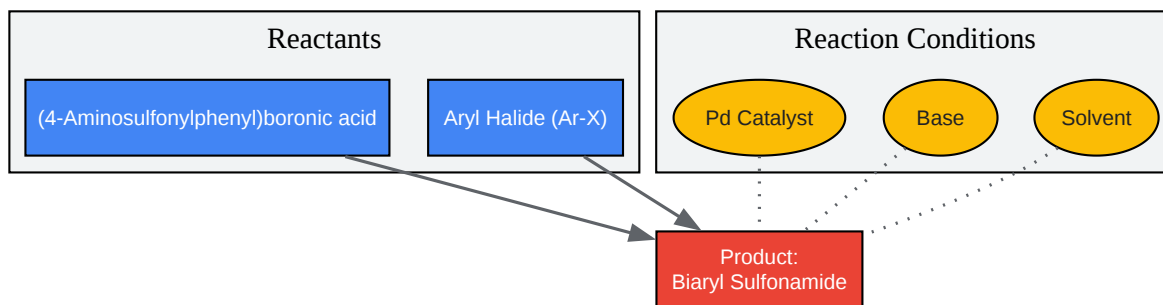 Reactants
Reaction Conditions
(4-Aminosulfonylphenyl)boronic acid
Aryl Halide (Ar-X)
Pd Catalyst
Base
Solvent
Product:
Biaryl Sulfonamide